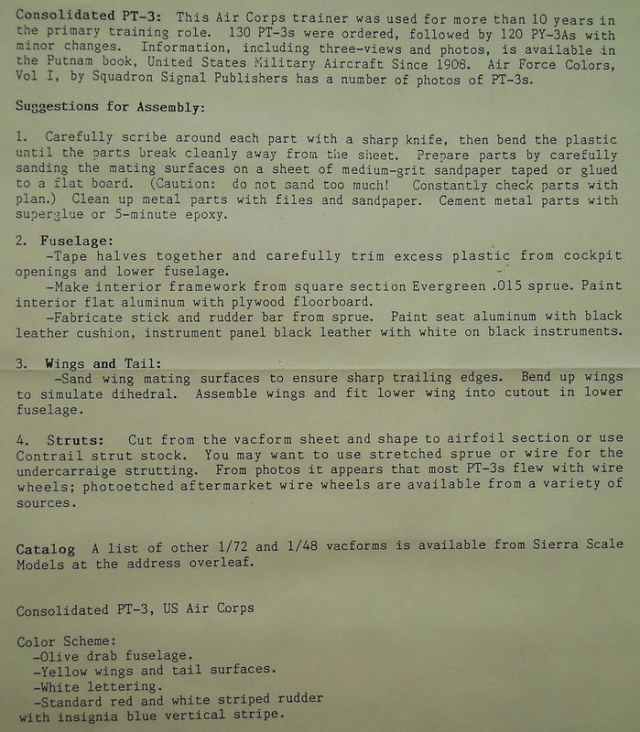 Consolidated PT-3: This Air Corps trainer was used for more than 10 years in
the primary training role. 130 PT-3s were ordered, followed by 120 PY-3As with
minor changes. Information, including three-views and photos, is available in
the Putnam book, United States Military Aircraft Since 1908. Air Force Colors,
Vol I, by Squadron Signal Publishers has a number of photos of PT-3s.
Suggestions for Assembly:
1. Carefully scribe around each part with a sharp knife, then bend the plastic
until the parts break cleanly away from the sheet. Prepare parts by carefully
sanding the mating surfaces on a sheet of medium-grit sandpaper taped or glued
to a flat board. (Caution: do not sand too much! Constantly check parts with
plan.) Clean up metal parts with files and sandpaper. Cement metal parts with
superglue or 5-minute epoxy.
2. Fuselage:
-Tape halves together and carefully trim excess plastic from cockpit
openings and lower fuselage.
-Make interior framework from square section Evergreen .015 sprue. Paint
interior flat aluminum with plywood floorboard.
-Fabricate stick and rudder bar from sprue. Paint seat aluminum with black
leather cushion, instrument panel black leather with white on black instruments.
3. Wings and Tail:
-Sand wing mating surfaces to ensure sharp trailing edges. Bend up wings
to simulate dihedral. Assemble wings and fit lower wing into cutout in lower
fuselage.
4. Struts: Cut from the vacform sheet and shape to airfoil section or use
Contrail strut stock. You may want to use stretched sprue or wire for the
undercarraige strutting. From photos it appears that most PT-3s flew with wire
wheels; photoetched aftermarket wire wheels are available from a variety of
sources.
Catalog A list of other 1/72 and 1/48 vacforms is available from Sierra Scale
Models at the address overleaf.
Consolidated PT-3, US Air Corps
Color Scheme:
-Olive drab fuselage.
-Yellow wings and tail surfaces.
-White lettering.
-Standard red and white striped rudder
with insignia blue vertical stripe.